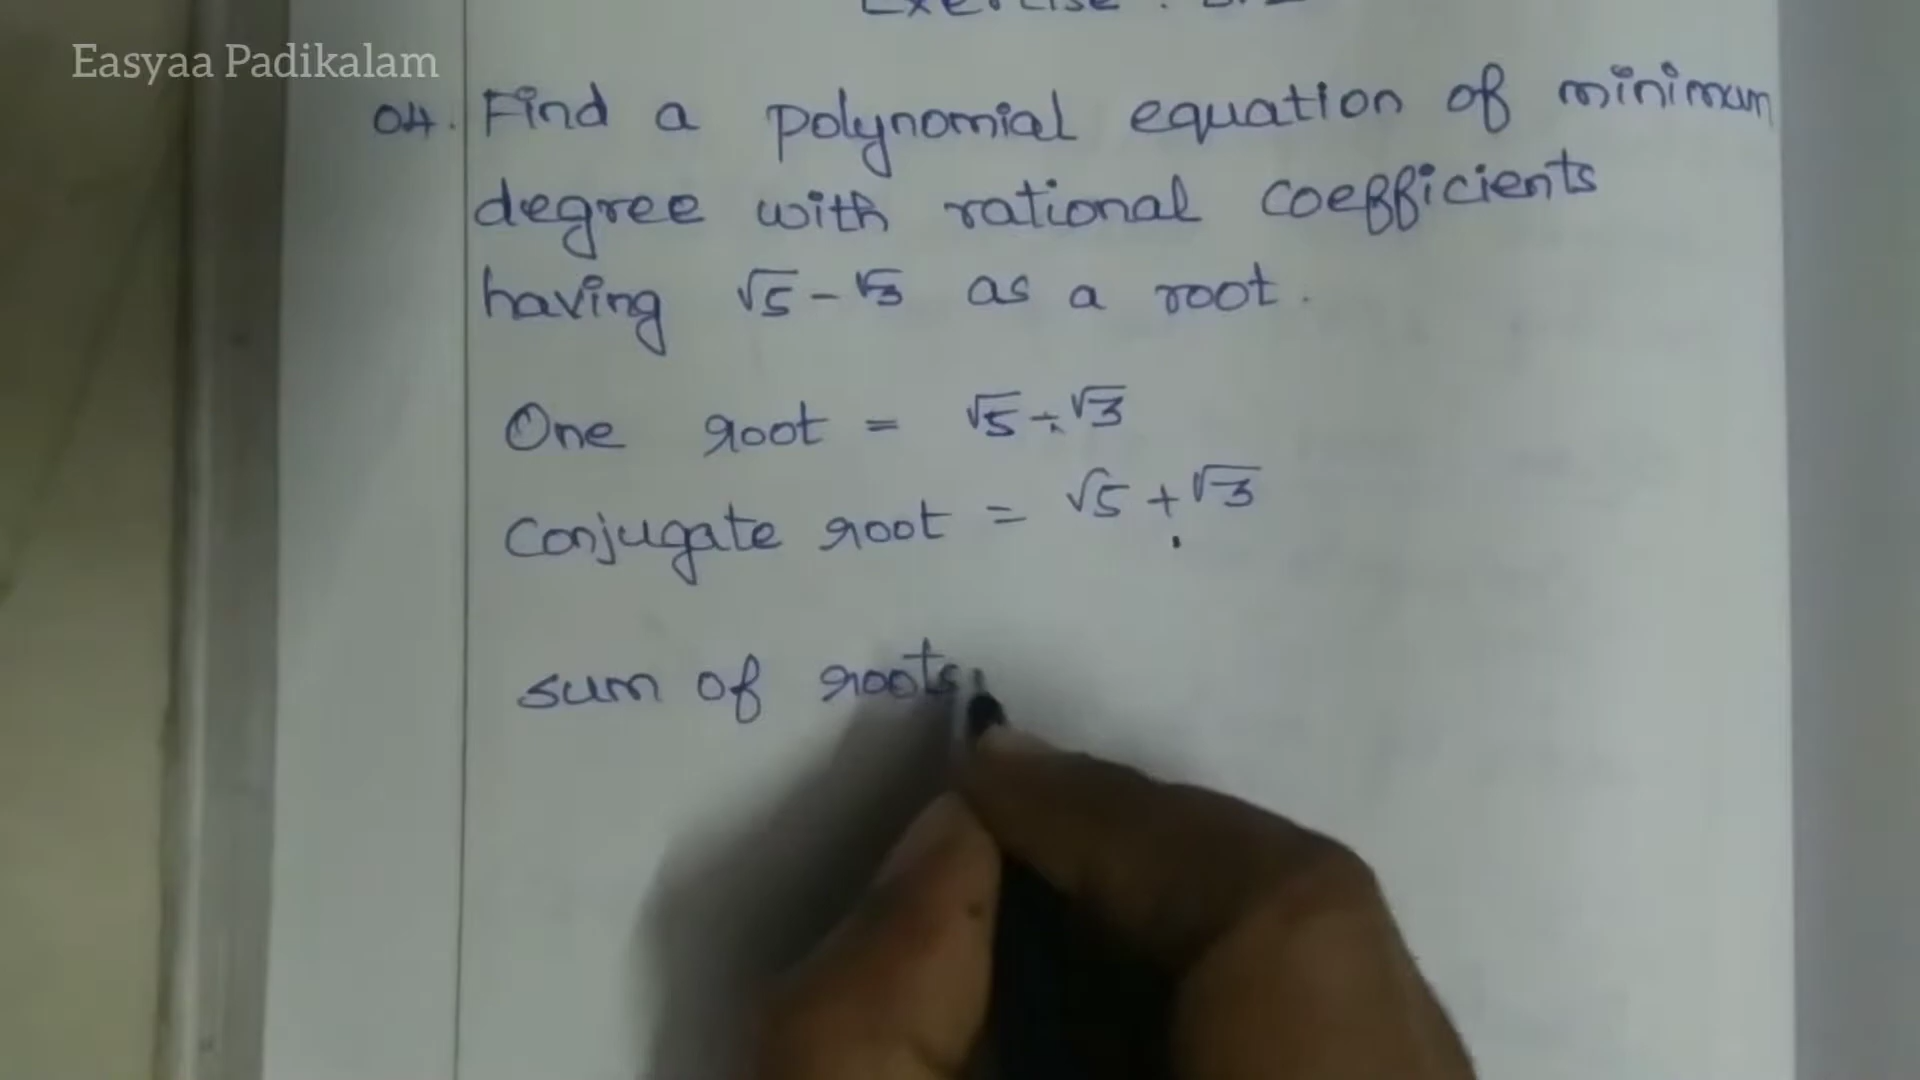 Easyaa Padikalam
04. Find a polynomial equation of minimum
degree with rational coefficients
having √5 - √3 as a root.
One root = √5 - √3
Conjugate root = √5 + √3
sum of roots